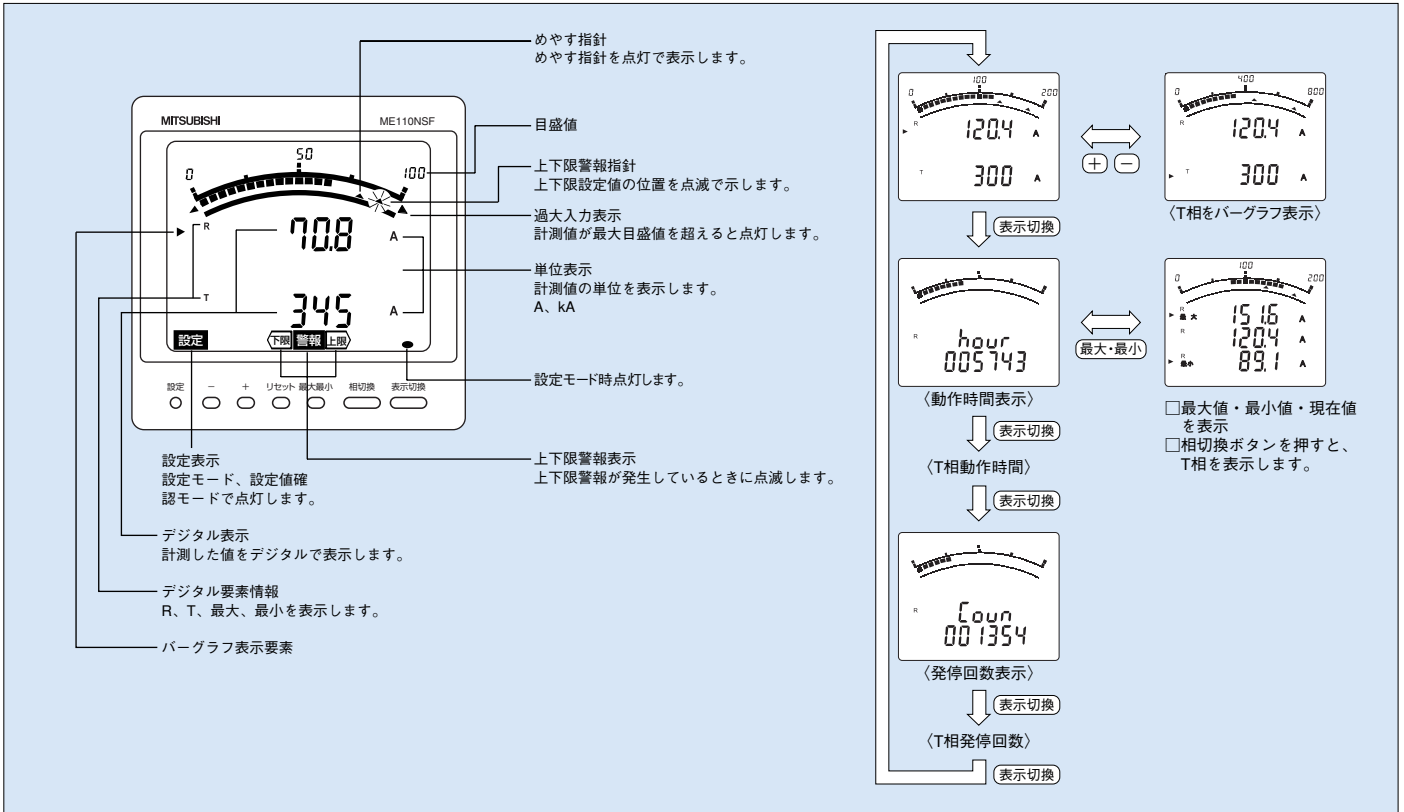 めやす指針
めやす指針を点灯で表示します。
MITSUBISHI
ME110NSF
0
50
100
R
70.8
A
T
345
A
設定
下限
警報
上限
設定
−
+
リセット
最大最小
相切換
表示切換
目盛値
上下限警報指針
上下限設定値の位置を点滅で示します。
過大入力表示
計測値が最大目盛値を超えると点灯します。
単位表示
計測値の単位を表示します。
A、kA
設定モード時点灯します。
上下限警報表示
上下限警報が発生しているときに点滅します。
設定表示
設定モード、設定値確
認モードで点灯します。
デジタル表示
計測した値をデジタルで表示します。
デジタル要素情報
R、T、最大、最小を表示します。
バーグラフ表示要素
0
100
200
R
120.4
A
T
300
A
+ −
0
400
800
R
120.4
A
T
300
A
〈T相をバーグラフ表示〉
表示切換
R
hour
005743
〈動作時間表示〉
最大・最小
0
100
200
R
最大
151.6
A
R
120.4
A
R
最小
89.1
A
□最大値・最小値・現在値
を表示
□相切換ボタンを押すと、
T相を表示します。
表示切換
〈T相動作時間〉
表示切換
R
Coun
001354
〈発停回数表示〉
表示切換
〈T相発停回数〉
表示切換